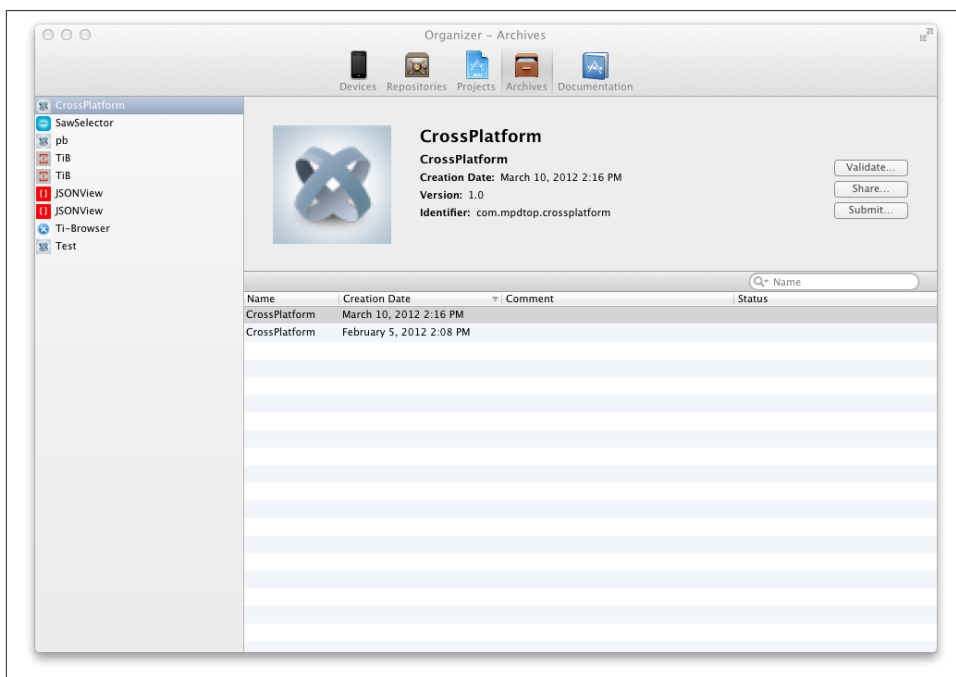 Organizer – Archives
Devices Repositories Projects Archives Documentation
CrossPlatform
SawSelector
pb
TiB
TiB
JSONView
JSONView
Ti-Browser
Test
CrossPlatform
CrossPlatform
Creation Date: March 10, 2012 2:16 PM
Version: 1.0
Identifier: com.mpdtop.crossplatform
Validate...
Share...
Submit...
Name
Name Creation Date Comment Status
CrossPlatform March 10, 2012 2:16 PM
CrossPlatform February 5, 2012 2:08 PM